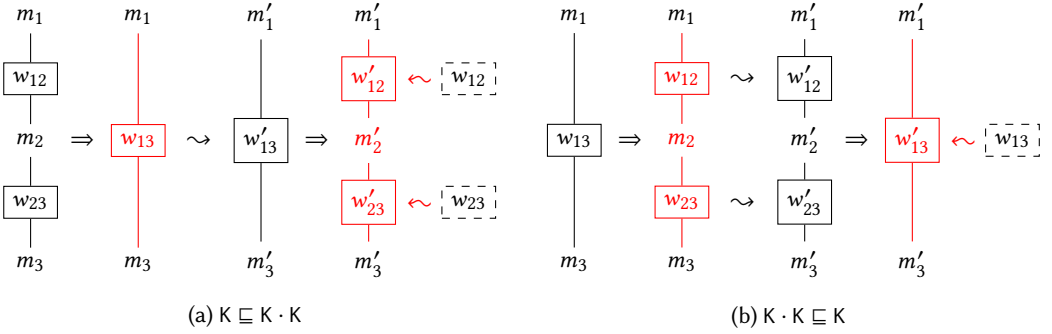 m₁ m₁ m′₁ m′₁ m₁ m₁ m′₁ m′₁
w₁₂ w′₁₂ ⇜ w₁₂ w₁₂ ⇝ w′₁₂
m₂ ⇒ w₁₃ ⇝ w′₁₃ ⇒ m′₂ w₁₃ ⇒ m₂ m′₂ ⇒ w′₁₃ ⇜ w₁₃
w₂₃ w′₂₃ ⇜ w₂₃ w₂₃ ⇝ w′₂₃
m₃ m₃ m′₃ m′₃ m₃ m₃ m′₃ m′₃
(a) K ⊑ K · K (b) K · K ⊑ K